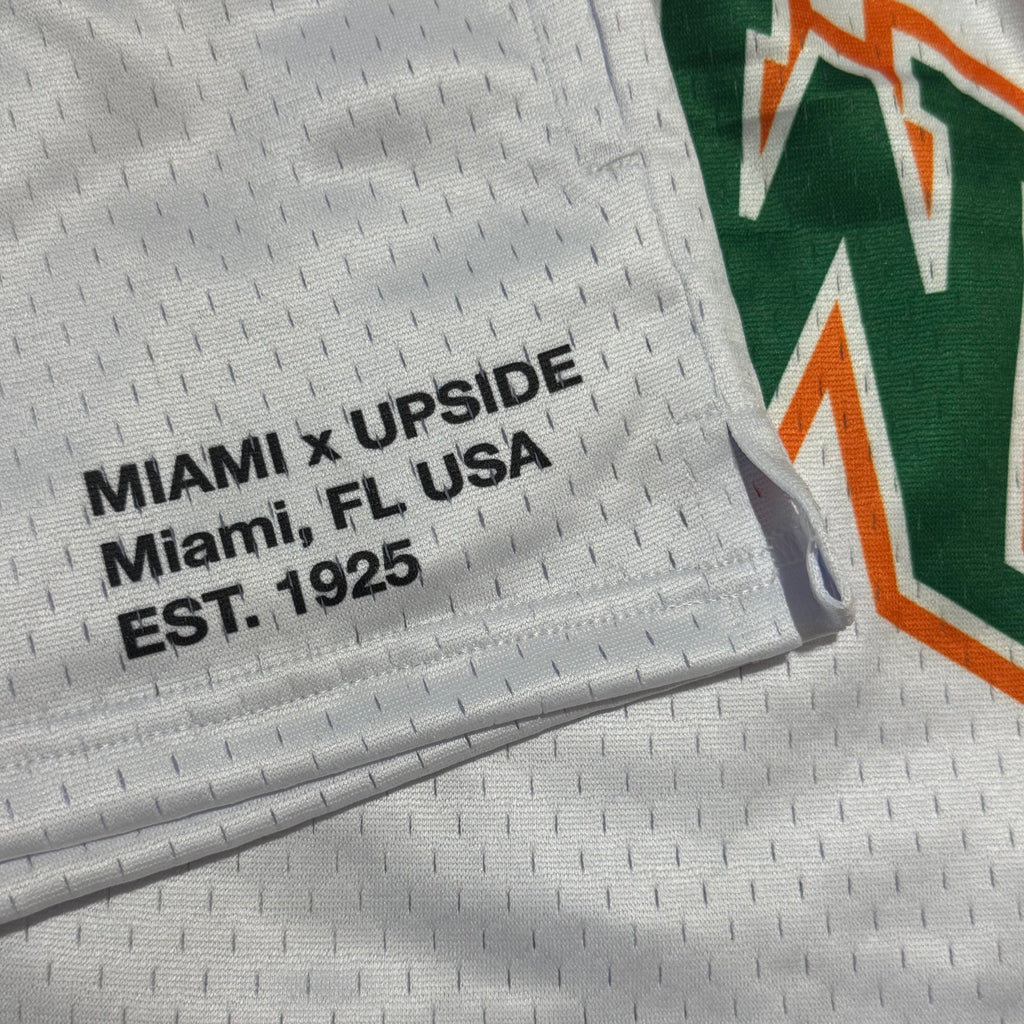 MIAMI x UPSIDE
Miami, FL USA
EST. 1925